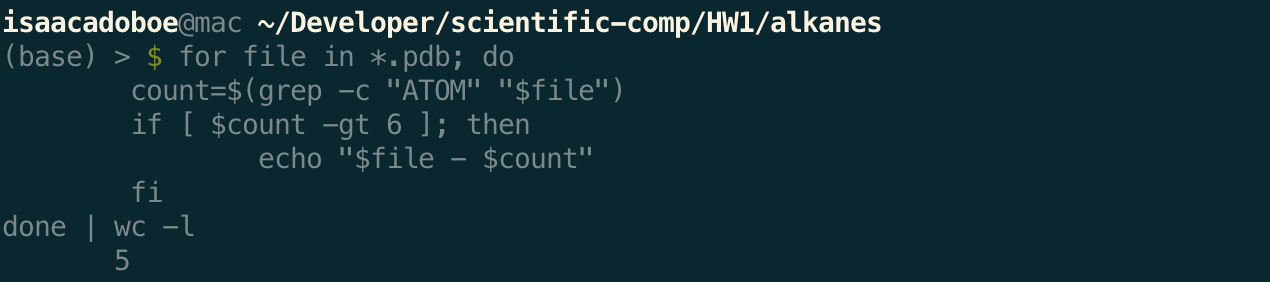 isaacadoboe@mac ~/Developer/scientific-comp/HW1/alkanes
(base) > $ for file in *.pdb; do
        count=$(grep -c "ATOM" "$file")
        if [ $count -gt 6 ]; then
                echo "$file - $count"
        fi
done | wc -l
       5